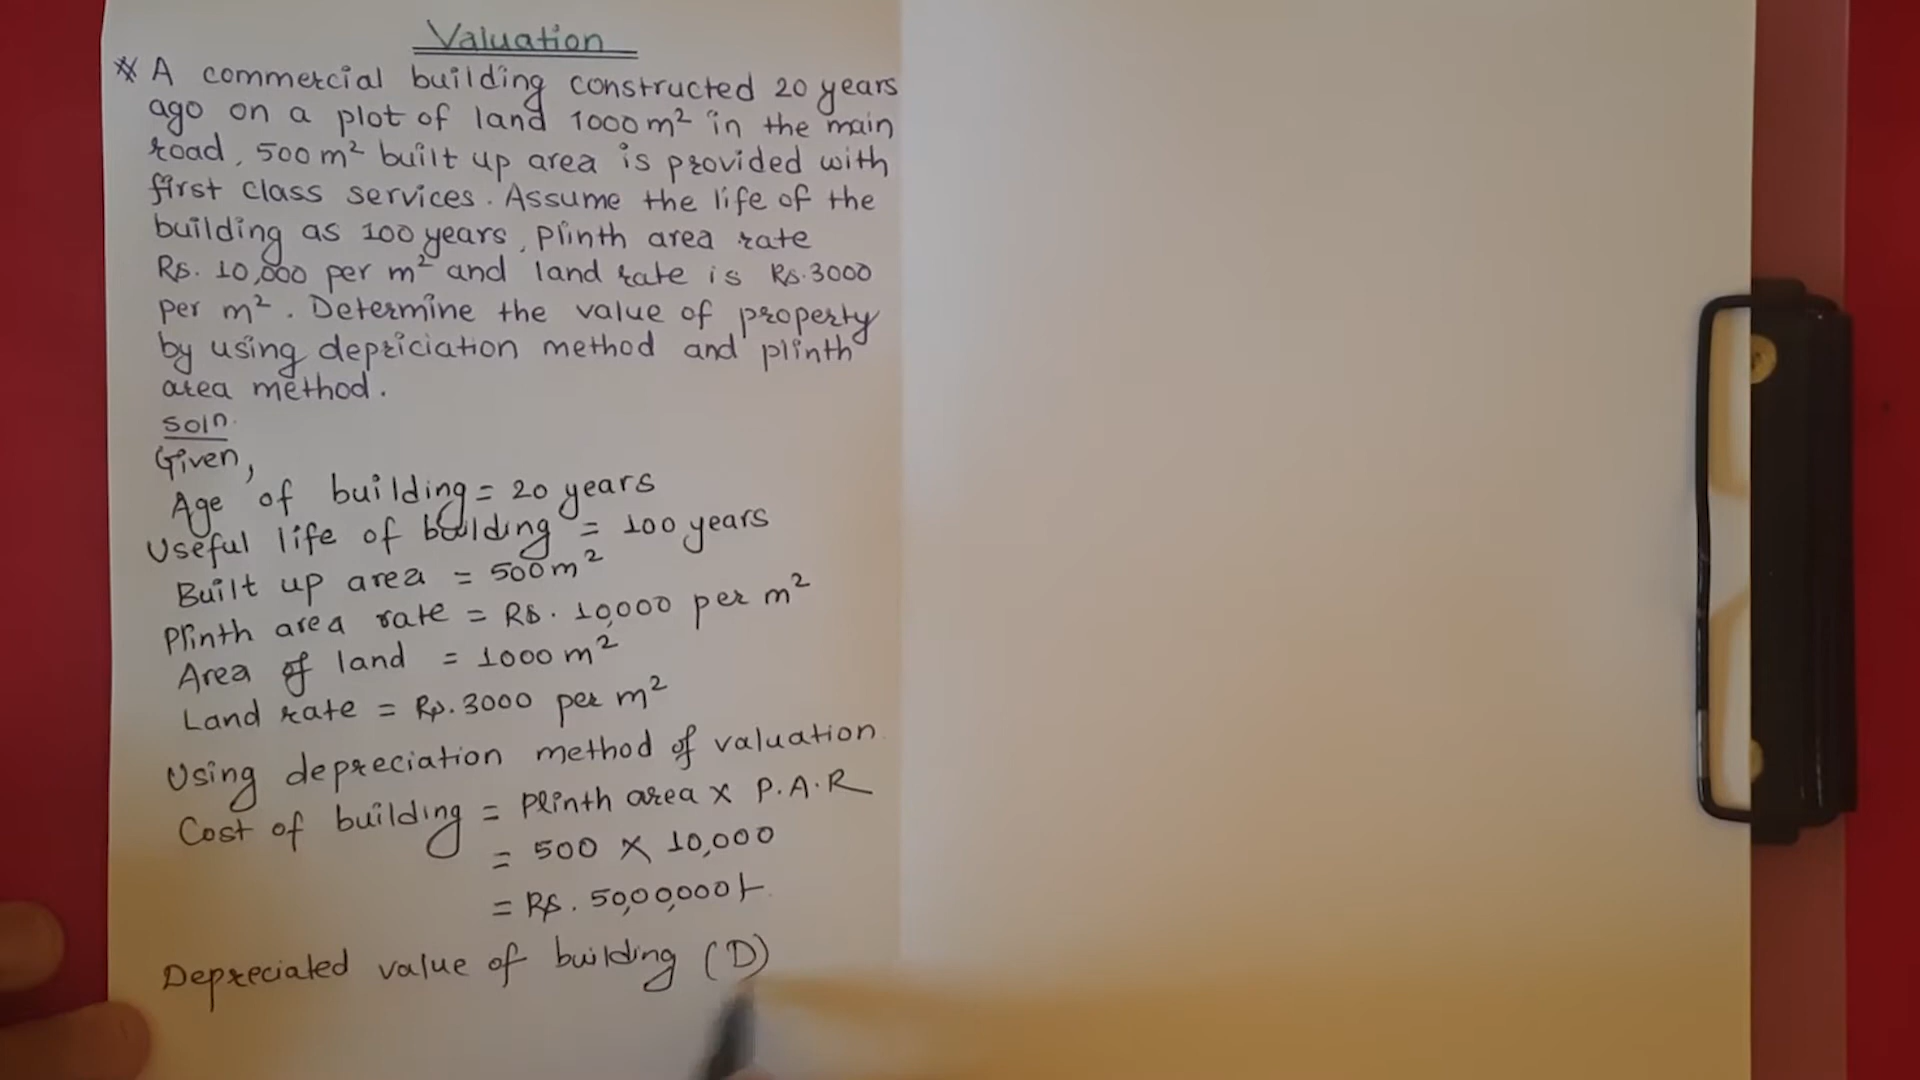 Valuation
* A commercial building constructed 20 years
ago on a plot of land 1000 m² in the main
road, 500 m² built up area is provided with
first class services. Assume the life of the
building as 100 years, plinth area rate
Rs. 10,000 per m² and land rate is Rs. 3000
per m². Determine the value of property
by using depriciation method and plinth
area method.
Soln.
Given,
Age of building = 20 years
Useful life of building = 100 years
Built up area = 500 m²
Plinth area rate = Rs. 10,000 per m²
Area of land = 1000 m²
Land rate = Rs. 3000 per m²
Using depreciation method of valuation
Cost of building = Plinth area x P.A.R
= 500 x 10,000
= Rs. 50,00,000/-
Depreciated value of building (D)